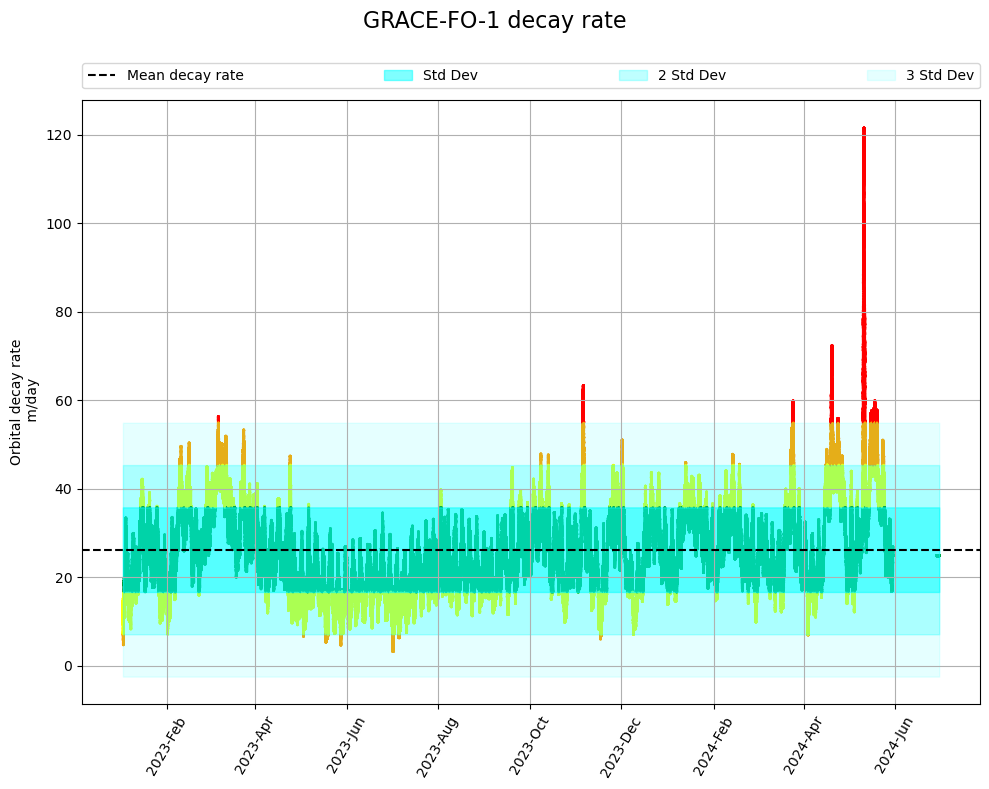 GRACE-FO-1 decay rate
Mean decay rate
Std Dev
2 Std Dev
3 Std Dev
Orbital decay rate
m/day
120
100
80
60
40
20
0
2023-Feb
2023-Apr
2023-Jun
2023-Aug
2023-Oct
2023-Dec
2024-Feb
2024-Apr
2024-Jun